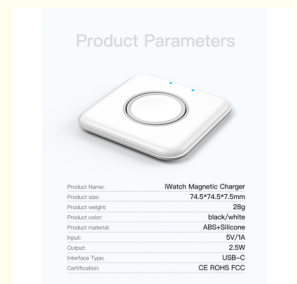 Product Parameters
Product Name: iWatch Magnetic Charger
Product size: 74.5*74.5*7.5mm
Product weight: 28g
Product color: black/white
Product material: ABS+Silicone
Input: 5V/1A
Output: 2.5W
Interface Type: USB-C
Certification: CE ROHS FCC